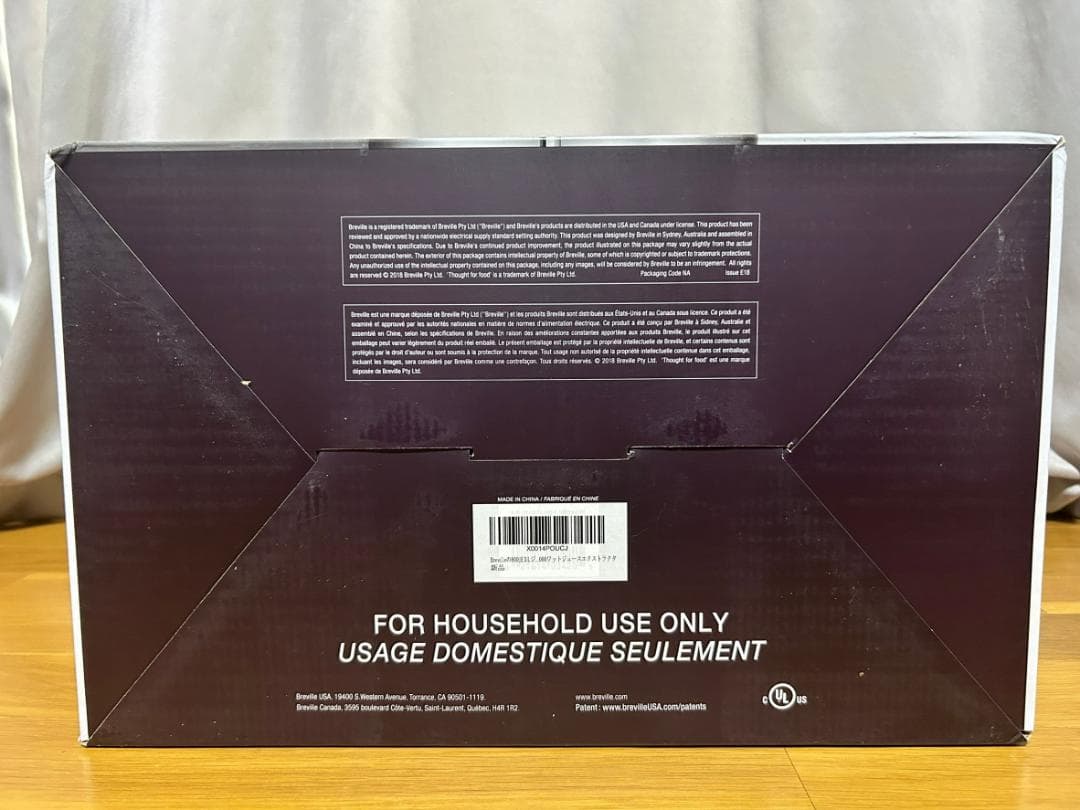 Breville is a registered trademark of Breville Pty Ltd ("Breville") and Breville's products are distributed in the USA and Canada under license. This product has been
reviewed and approved by a nationwide electrical supply standard setting authority. This product was designed by Breville in Sydney, Australia and assembled in
China to Breville's specifications. Due to Breville's continued product improvement, the product illustrated on this package may vary slightly from the actual
product contained herein. The exterior of this package contains intellectual property of Breville, some of which is copyrighted or subject to trademark protections.
Any unauthorized use of the intellectual property contained on this package, including any images, will be considered by Breville to be an infringement. All rights
are reserved © 2018 Breville Pty Ltd. 'Thought for food' is a trademark of Breville Pty Ltd. Packaging Code NA Issue E18
Breville est une marque déposée de Breville Pty Ltd ("Breville") et les produits Breville sont distribués aux États-Unis et au Canada sous licence. Ce produit a été
examiné et approuvé par les autorités nationales en matière de normes d'alimentation électrique. Ce produit a été conçu par Breville à Sidney, Australie et
assemblé en Chine, selon les spécifications de Breville. En raison des améliorations constantes apportées aux produits Breville, le produit illustré sur cet
emballage peut varier légèrement du produit réel emballé. Le présent emballage est protégé par la propriété intellectuelle de Breville, et certains contenus sont
protégés par le droit d'auteur ou sont soumis à la protection de la marque. Tout usage non autorisé de la propriété intellectuelle contenue dans cet emballage,
incluant les images, sera considéré par Breville comme une contrefaçon. Tous droits réservés. © 2018 Breville Pty Ltd. 'Thought for food' est une marque
déposée de Breville Pty Ltd.
MADE IN CHINA / FABRIQUÉ EN CHINE
X0014POUCJ
ワットジュースエクストラクタ
新品
FOR HOUSEHOLD USE ONLY
USAGE DOMESTIQUE SEULEMENT
Breville USA, 19400 S.Western Avenue, Torrance, CA 90501-1119.
Breville Canada, 3595 boulevard Côte-Vertu, Saint-Laurent, Québec, H4R 1R2.
www.breville.com
Patent: www.brevilleUSA.com/patents
C UL US